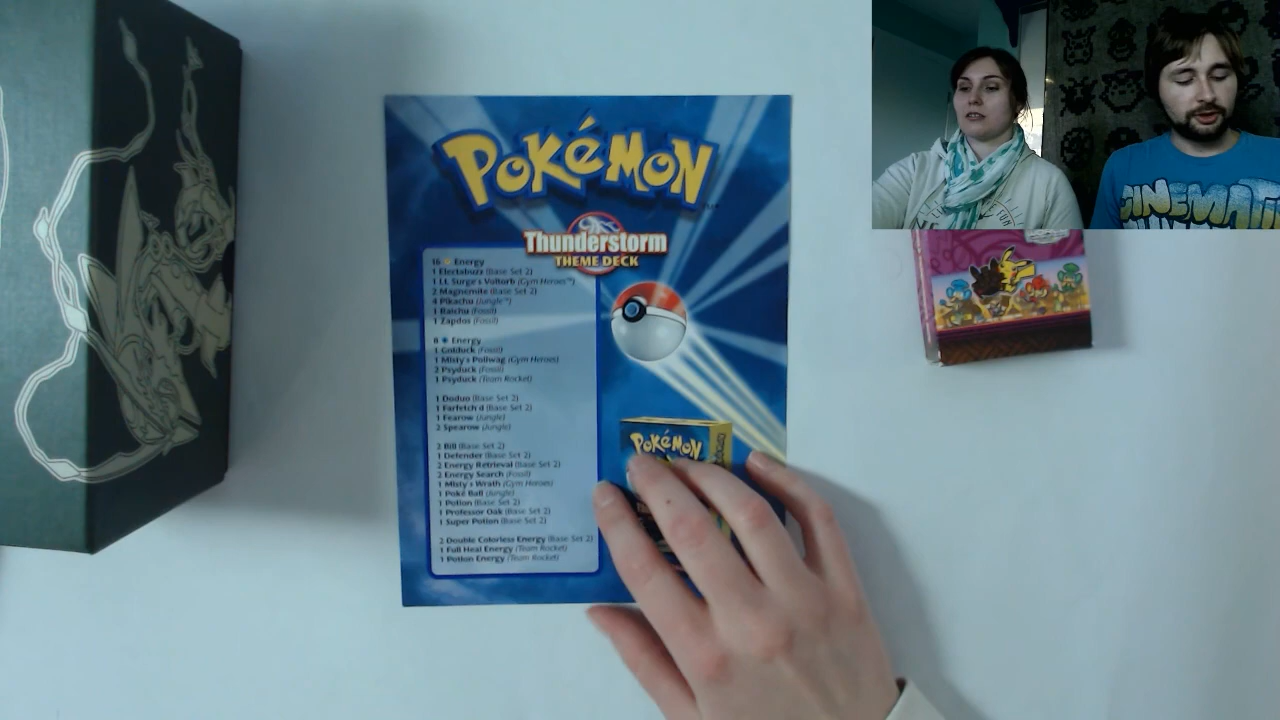 POKéMON
Thunderstorm
THEME DECK
16 Energy
1 Electabuzz (Base Set 2)
1 Lt. Surge's Voltorb (Gym Heroes™)
2 Magnemite (Base Set 2)
4 Pikachu (Jungle™)
1 Raichu (Fossil)
1 Zapdos (Fossil)
8 Energy
1 Golduck (Fossil)
1 Misty's Poliwag (Gym Heroes)
2 Psyduck (Fossil)
1 Psyduck (Team Rocket)
1 Doduo (Base Set 2)
1 Farfetch'd (Base Set 2)
1 Fearow (Jungle)
2 Spearow (Jungle)
2 Bill (Base Set 2)
1 Defender (Base Set 2)
2 Energy Retrieval (Base Set 2)
2 Energy Search (Fossil)
1 Misty's Wrath (Gym Heroes)
1 Poké Ball (Jungle)
1 Potion (Base Set 2)
1 Professor Oak (Base Set 2)
1 Super Potion (Base Set 2)
2 Double Colorless Energy (Base Set 2)
1 Full Heal Energy (Team Rocket)
1 Potion Energy (Team Rocket)
POKéMON